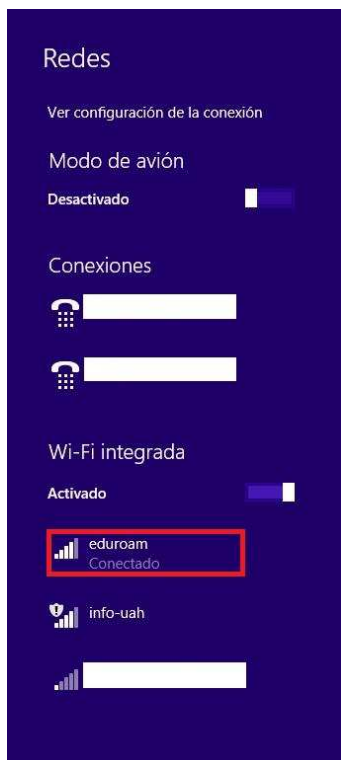 Redes
Ver configuración de la conexión
Modo de avión
Desactivado
Conexiones
Wi-Fi integrada
Activado
eduroam
Conectado
info-uah